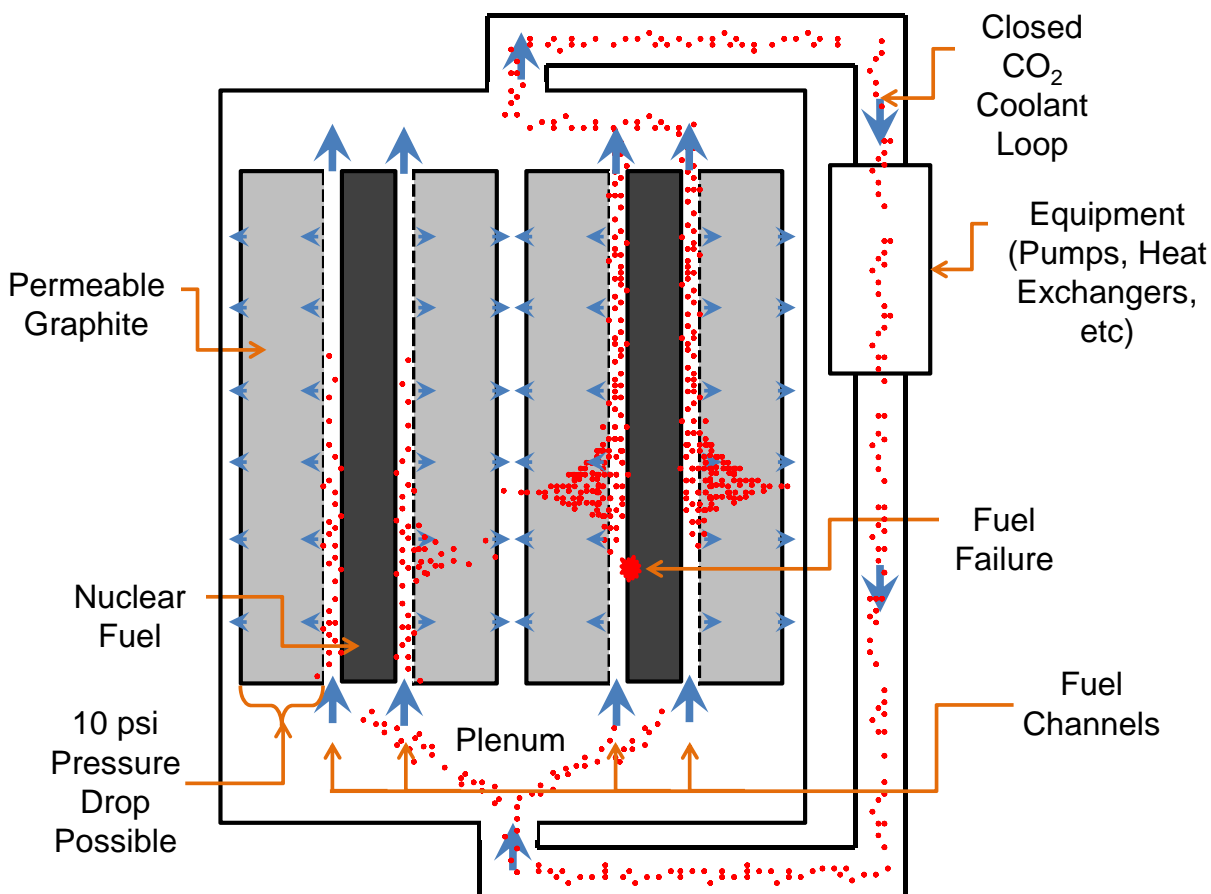 Closed
CO₂
Coolant
Loop
Equipment
(Pumps, Heat
Exchangers,
etc)
Permeable
Graphite
Fuel
Failure
Nuclear
Fuel
Fuel
Channels
10 psi
Pressure
Drop
Possible
Plenum